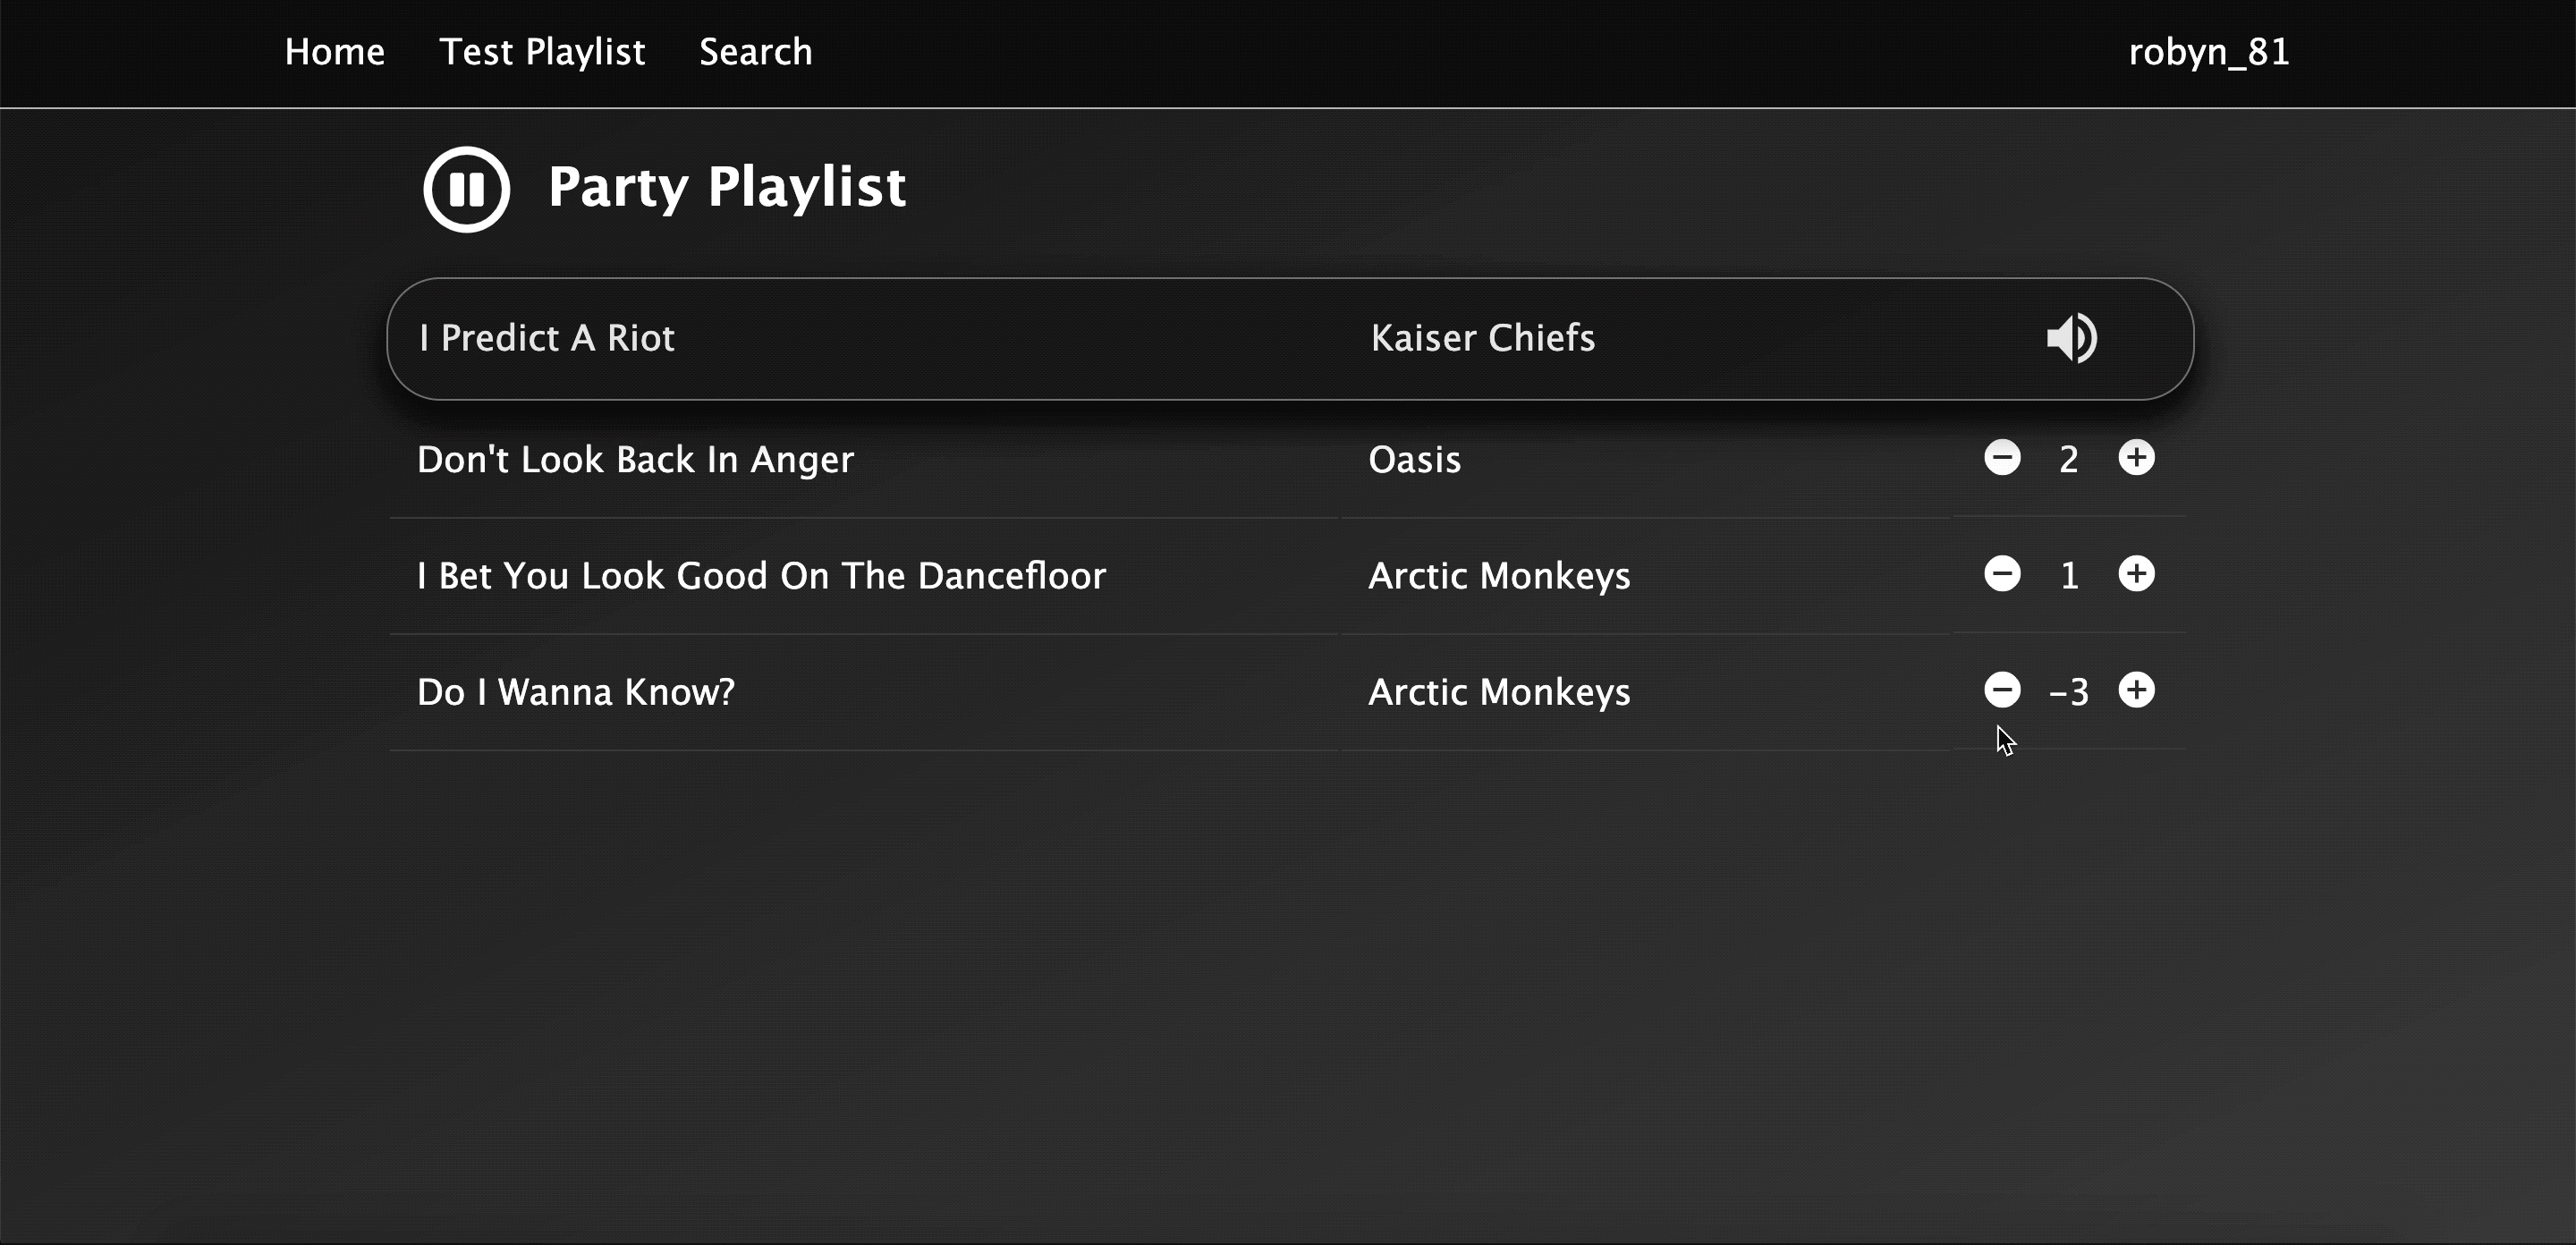 Home Test Playlist Search robyn_81
Party Playlist
I Predict A Riot Kaiser Chiefs
Don't Look Back In Anger Oasis 2
I Bet You Look Good On The Dancefloor Arctic Monkeys 1
Do I Wanna Know? Arctic Monkeys -3